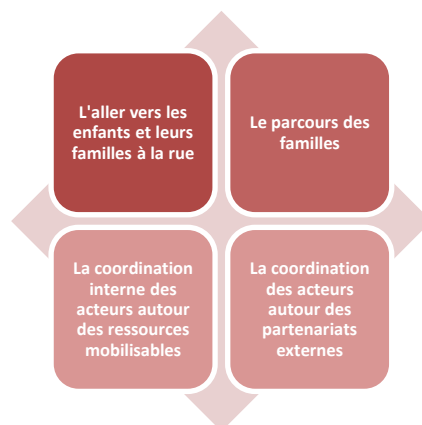 L'aller vers les
enfants et leurs
familles à la rue
Le parcours des
familles
La coordination
interne des
acteurs autour
des ressources
mobilisables
La coordination
des acteurs
autour des
partenariats
externes